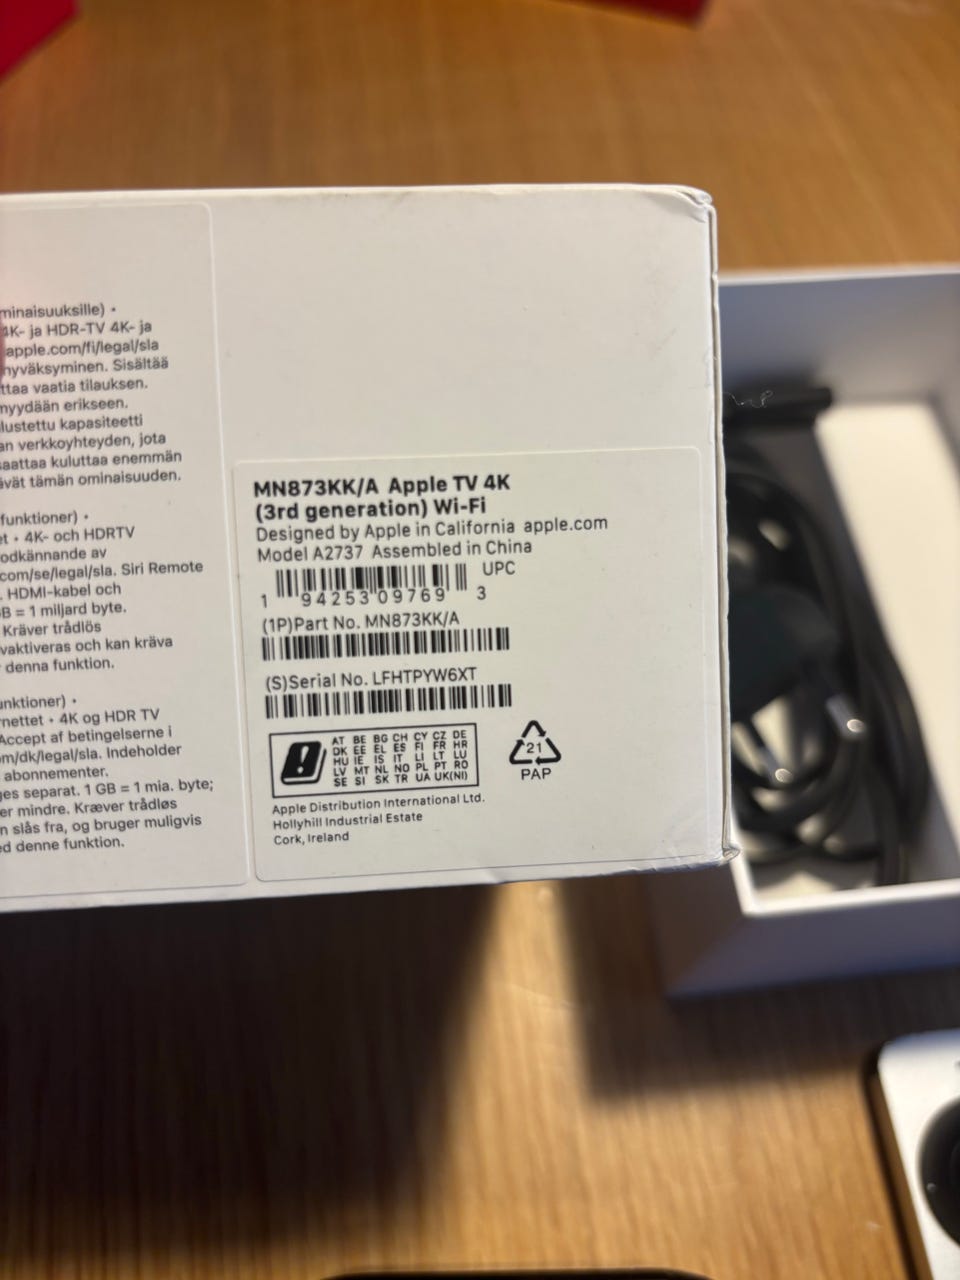 minaisuuksille) •
4K- ja HDR-TV 4K- ja
apple.com/fi/legal/sla
hyväksyminen. Sisältää
ttaa vaatia tilauksen.
myydään erikseen.
lustettu kapasiteetti
an verkkoyhteyden, jota
saattaa kuluttaa enemmän
ävät tämän ominaisuuden.
funktioner) •
et • 4K- och HDRTV
odkännande av
com/se/legal/sla. Siri Remote
. HDMI-kabel och
GB = 1 miljard byte.
Kräver trådlös
vaktiveras och kan kräva
denna funktion.
unktioner) •
rnettet • 4K og HDR TV
Accept af betingelserne i
m/dk/legal/sla. Indeholder
abonnementer.
ges separat. 1 GB = 1 mia. byte;
er mindre. Kræver trådløs
n slås fra, og bruger muligvis
ed denne funktion.
MN873KK/A Apple TV 4K
(3rd generation) Wi-Fi
Designed by Apple in California apple.com
Model A2737 Assembled in China
UPC
1 94253 09769 3
(1P)Part No. MN873KK/A
(S)Serial No. LFHTPYW6XT
AT BE BG CH CY CZ DE
DK EE EL ES FI FR HR
HU IE IS IT LI LT LU
LV MT NL NO PL PT RO
SE SI SK TR UA UK(NI)
21
PAP
Apple Distribution International Ltd.
Hollyhill Industrial Estate
Cork, Ireland